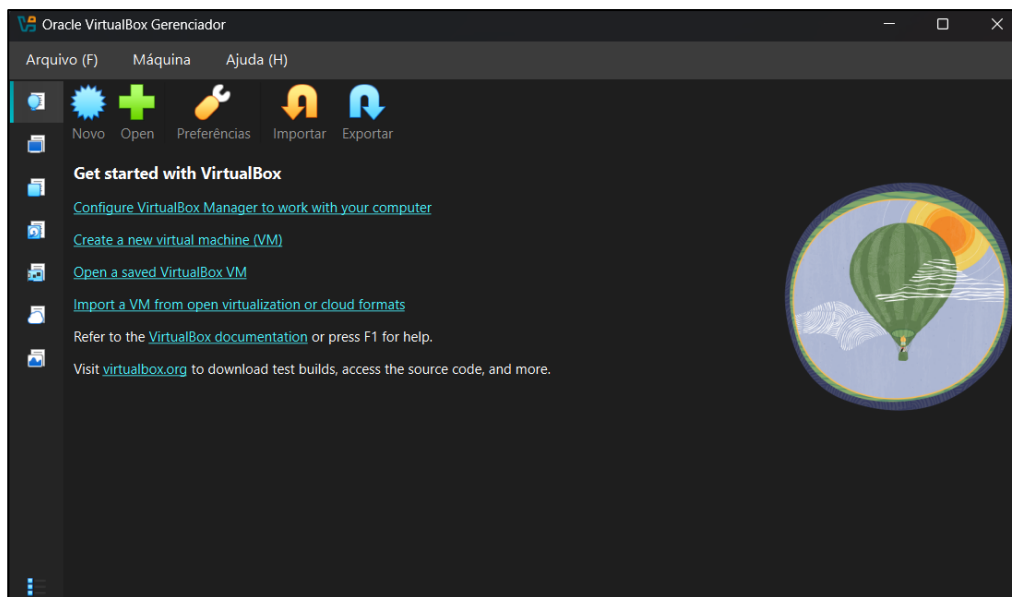 Oracle VirtualBox Gerenciador
Arquivo (F) Máquina Ajuda (H)
Novo Open Preferências Importar Exportar
Get started with VirtualBox
Configure VirtualBox Manager to work with your computer
Create a new virtual machine (VM)
Open a saved VirtualBox VM
Import a VM from open virtualization or cloud formats
Refer to the VirtualBox documentation or press F1 for help.
Visit virtualbox.org to download test builds, access the source code, and more.